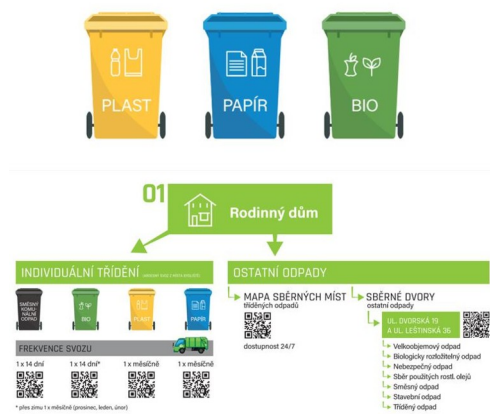 PLAST
PAPÍR
BIO
01
Rodinný dům
INDIVIDUÁLNÍ TŘÍDĚNÍ
OSTATNÍ ODPADY
SMĚSNÝ
KOMU-
NÁLNÍ
ODPAD
BIO
PLAST
PAPÍR
FREKVENCE SVOZU
1 x 14 dní
1 x 14 dní*
1 x měsíčně
1 x měsíčně
* přes zimu 1 x měsíčně (prosinec, leden, únor)
MAPA SBĚRNÝCH MÍST
tříděných odpadů
dostupnost 24/7
SBĚRNÉ DVORY
ostatní odpady
UL. DVORSKÁ 19
A UL. LEŠTINSKÁ 36
Velkoobjemový odpad
Biologicky rozložitelný odpad
Nebezpečný odpad
Sběr použitých rostl. olejů
Směsný odpad
Stavební odpad
Tříděný odpad